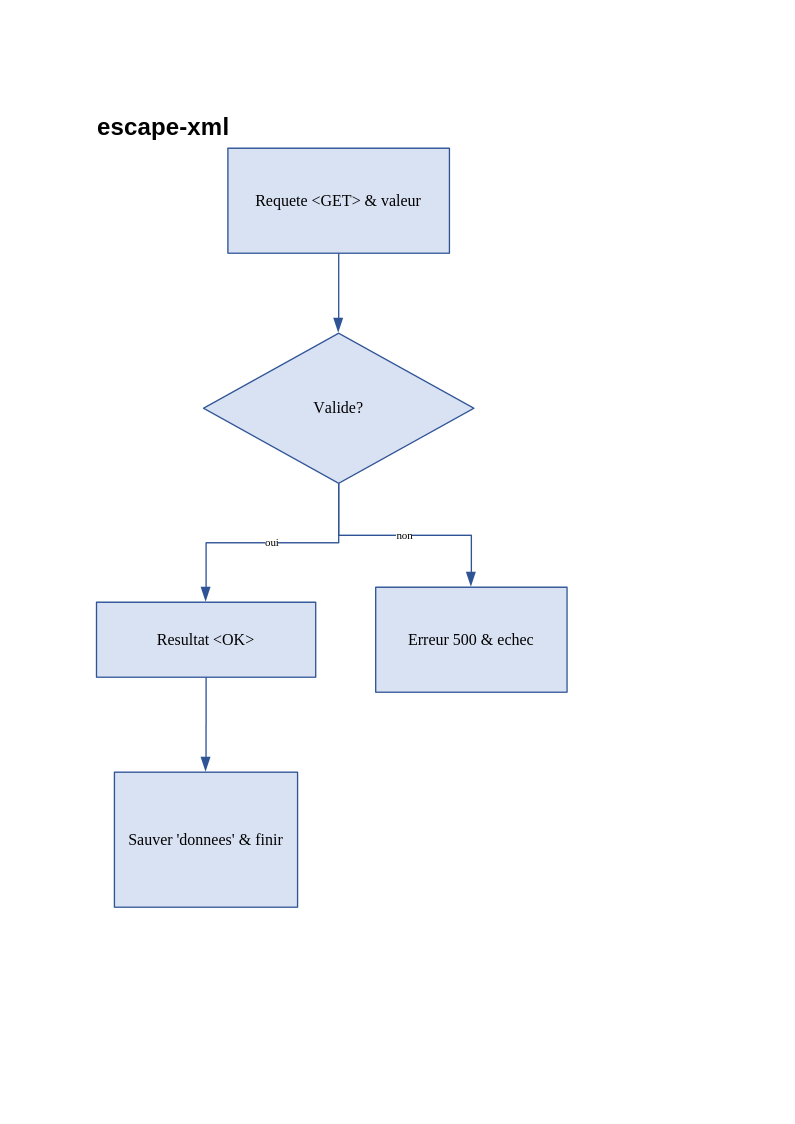 escape-xml
Requete <GET> & valeur
Valide?
oui
non
Resultat <OK>
Erreur 500 & echec
Sauver 'donnees' & finir